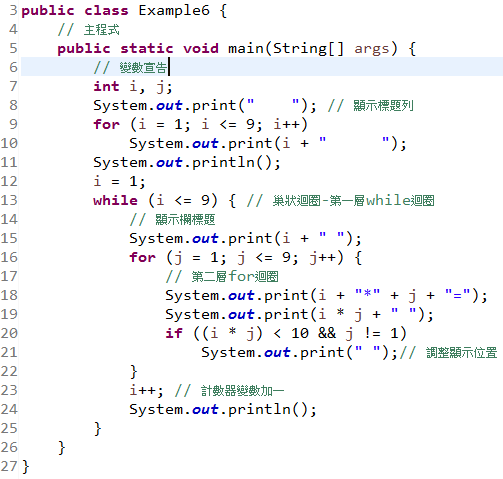 3 public class Example6 {
4     // 主程式
5     public static void main(String[] args) {
6         // 變數宣告
7         int i, j;
8         System.out.print("    "); // 顯示標題列
9         for (i = 1; i <= 9; i++)
10             System.out.print(i + "      ");
11         System.out.println();
12         i = 1;
13         while (i <= 9) { // 巢狀迴圈-第一層while迴圈
14             // 顯示欄標題
15             System.out.print(i + " ");
16             for (j = 1; j <= 9; j++) {
17                 // 第二層for迴圈
18                 System.out.print(i + "*" + j + "=");
19                 System.out.print(i * j + " ");
20                 if ((i * j) < 10 && j != 1)
21                     System.out.print(" ");// 調整顯示位置
22             }
23             i++; // 計數器變數加一
24             System.out.println();
25         }
26     }
27 }